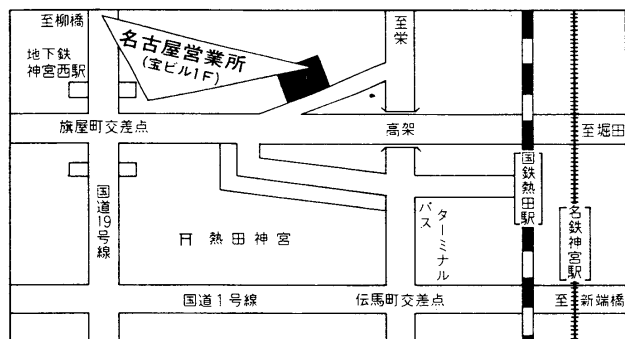 至柳橋
地下鉄
神宮西駅
名古屋営業所
(宝ビル1F)
至栄
旗屋町交差点
高架
至堀田
国道19号線
国鉄熱田駅
名鉄神宮駅
バス
ターミナル
熱田神宮
国道1号線
伝馬町交差点
至新端橋